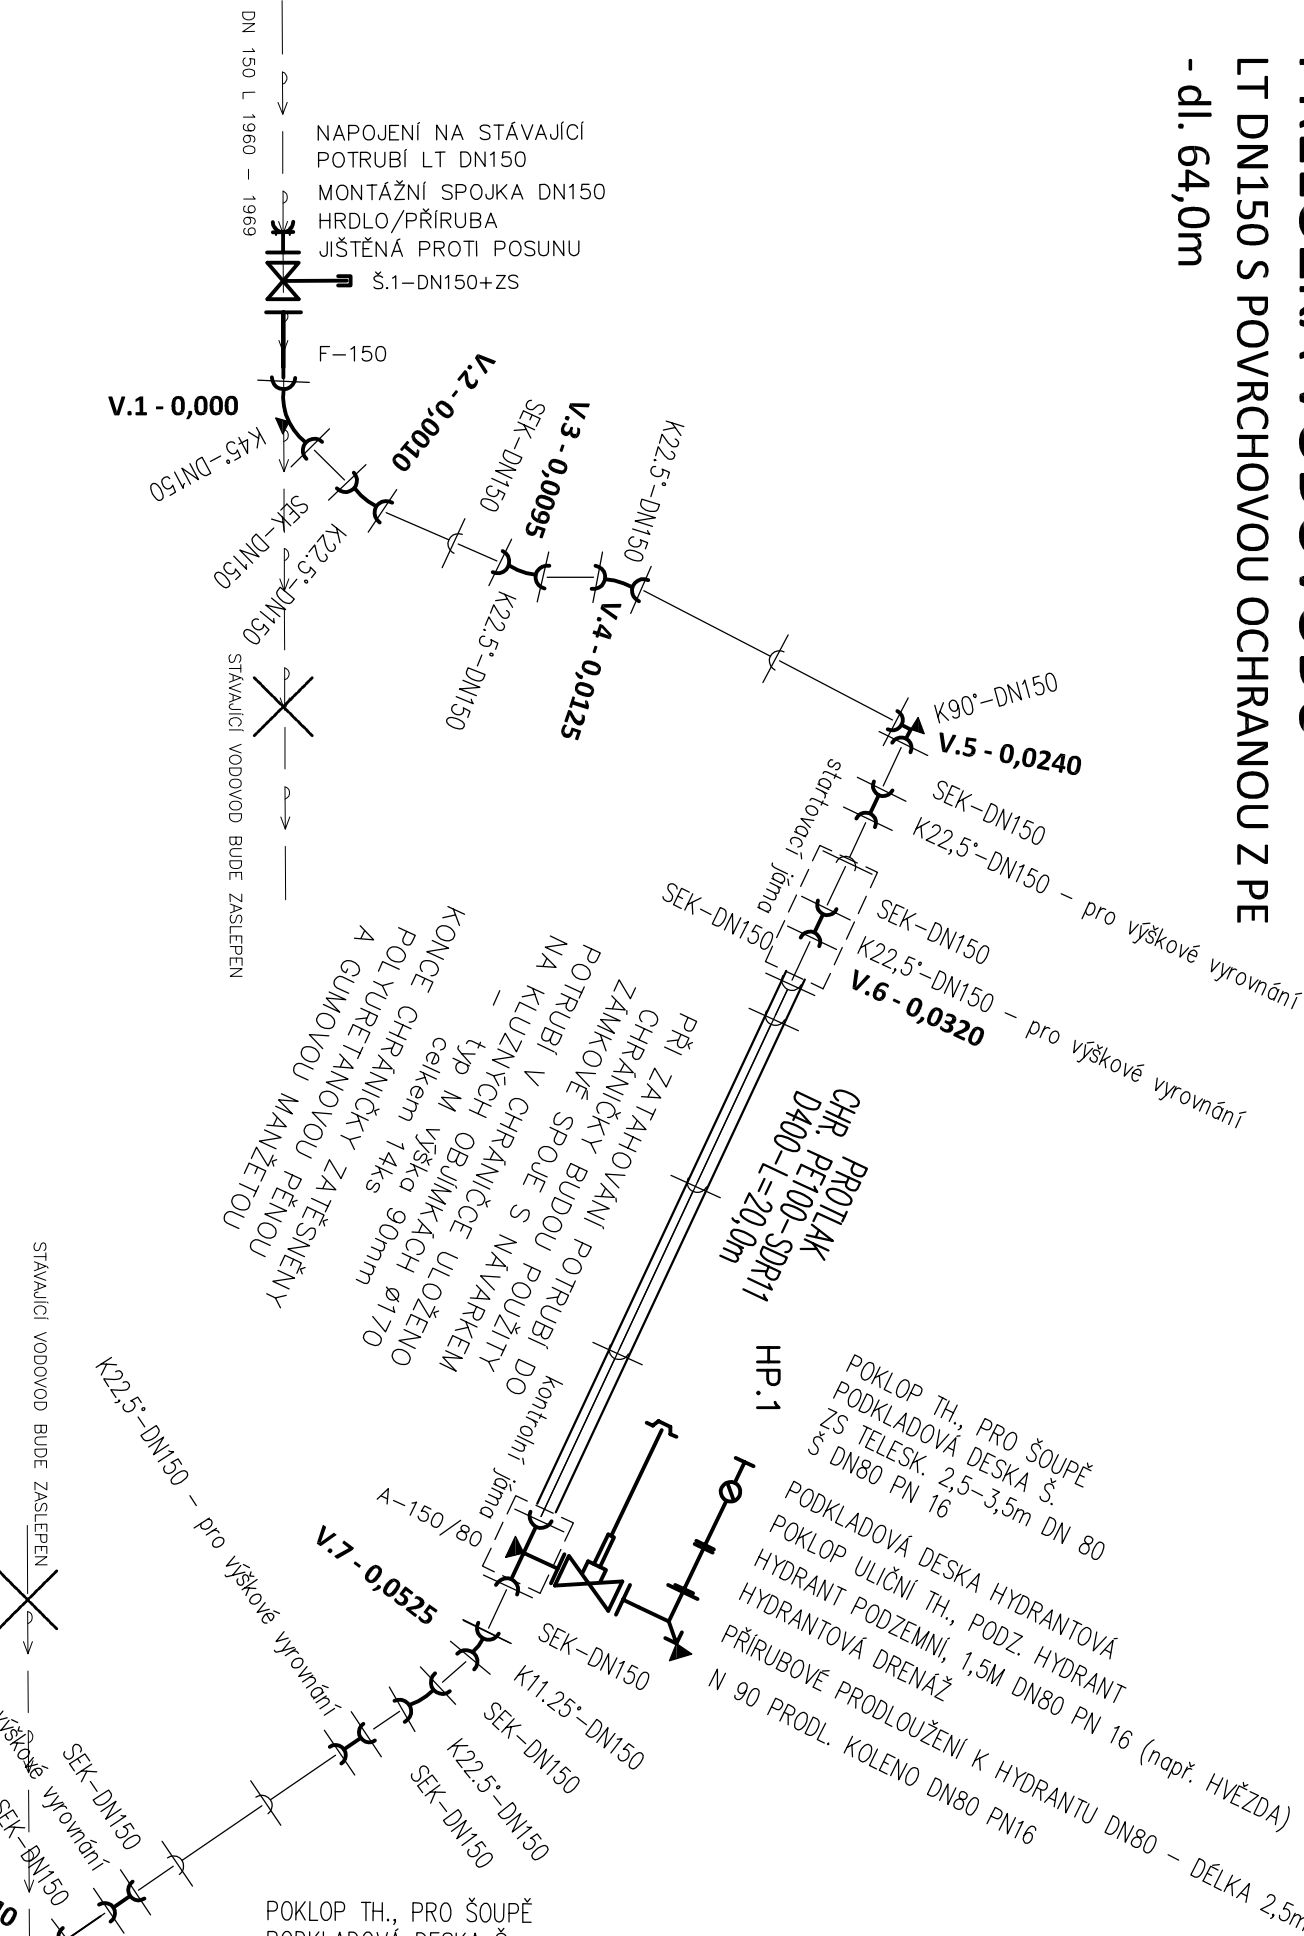 LT DN150 S POVRCHOVOU OCHRANOU Z PE
- dl. 64,0m
DN 150 L 1960 - 1969
NAPOJENÍ NA STÁVAJÍCÍ
POTRUBÍ LT DN150
MONTÁŽNÍ SPOJKA DN150
HRDLO/PŘÍRUBA
JIŠTĚNÁ PROTI POSUNU
Š.1-DN150+ZS
F-150
V.1 - 0,000
K45°-DN150
SEK-DN150
K22.5°-DN150
V.2 - 0,0010
SEK-DN150
V.3 - 0,0095
K22.5°-DN150
K22.5°-DN150
V.4 - 0,0125
STÁVAJÍCÍ VODOVOD BUDE ZASLEPEN
K90°-DN150
V.5 - 0,0240
SEK-DN150
K22,5°-DN150 - pro výškové vyrovnání
startovací jáma
SEK-DN150
SEK-DN150
K22,5°-DN150 - pro výškové vyrovnání
V.6 - 0,0320
CHR. PROTLAK
PE100-SDR11
D400-L=20,0m
PŘI ZATAHOVÁNÍ POTRUBÍ DO
CHRÁNIČKY BUDOU POUŽITY
ZÁMKOVÉ SPOJE S NÁVARKEM
POTRUBÍ V CHRÁNIČCE ULOŽENO
NA KLUZNÝCH OBJÍMKÁCH ø170
- typ M výška 90mm
celkem 14ks
KONCE CHRÁNIČKY ZATĚSNĚNY
POLYURETANOVOU PĚNOU
A GUMOVOU MANŽETOU
kontrolní jáma
HP.1
POKLOP TH., PRO ŠOUPĚ
PODKLADOVÁ DESKA Š.
ZS TELESK. 2,5-3,5m DN 80
Š DN80 PN 16
PODKLADOVÁ DESKA HYDRANTOVÁ
POKLOP ULIČNÍ TH., PODZ. HYDRANT
HYDRANT PODZEMNÍ, 1,5M DN80 PN 16 (např. HVĚZDA)
HYDRANTOVÁ DRENÁŽ
PŘÍRUBOVÉ PRODLOUŽENÍ K HYDRANTU DN80 - DÉLKA 2,5m
N 90 PRODL. KOLENO DN80 PN16
A-150/80
V.7 - 0,0525
SEK-DN150
K11.25°-DN150
SEK-DN150
K22.5°-DN150
SEK-DN150
K22,5°-DN150 - pro výškové vyrovnání
STÁVAJÍCÍ VODOVOD BUDE ZASLEPEN
SEK-DN150
výškové vyrovnání
SEK-DN150
POKLOP TH., PRO ŠOUPĚ